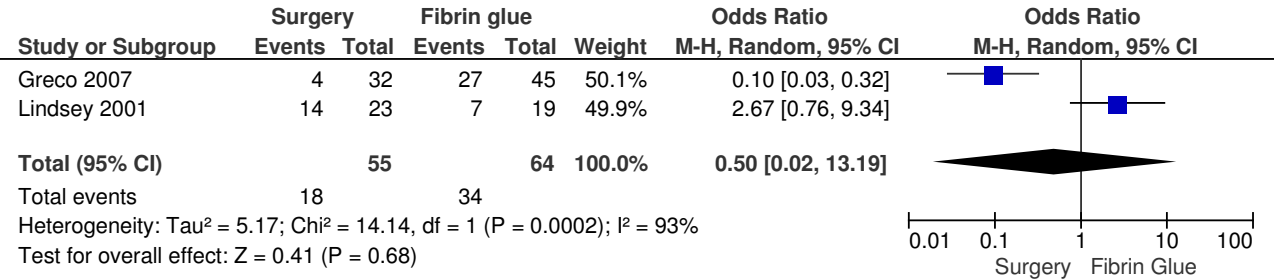 Surgery Fibrin glue Odds Ratio Odds Ratio
Study or Subgroup Events Total Events Total Weight M-H, Random, 95% CI M-H, Random, 95% CI
Greco 2007 4 32 27 45 50.1% 0.10 [0.03, 0.32]
Lindsey 2001 14 23 7 19 49.9% 2.67 [0.76, 9.34]
Total (95% CI) 55 64 100.0% 0.50 [0.02, 13.19]
Total events 18 34
Heterogeneity: Tau² = 5.17; Chi² = 14.14, df = 1 (P = 0.0002); I² = 93%
Test for overall effect: Z = 0.41 (P = 0.68)
0.01 0.1 1 10 100
Surgery Fibrin Glue